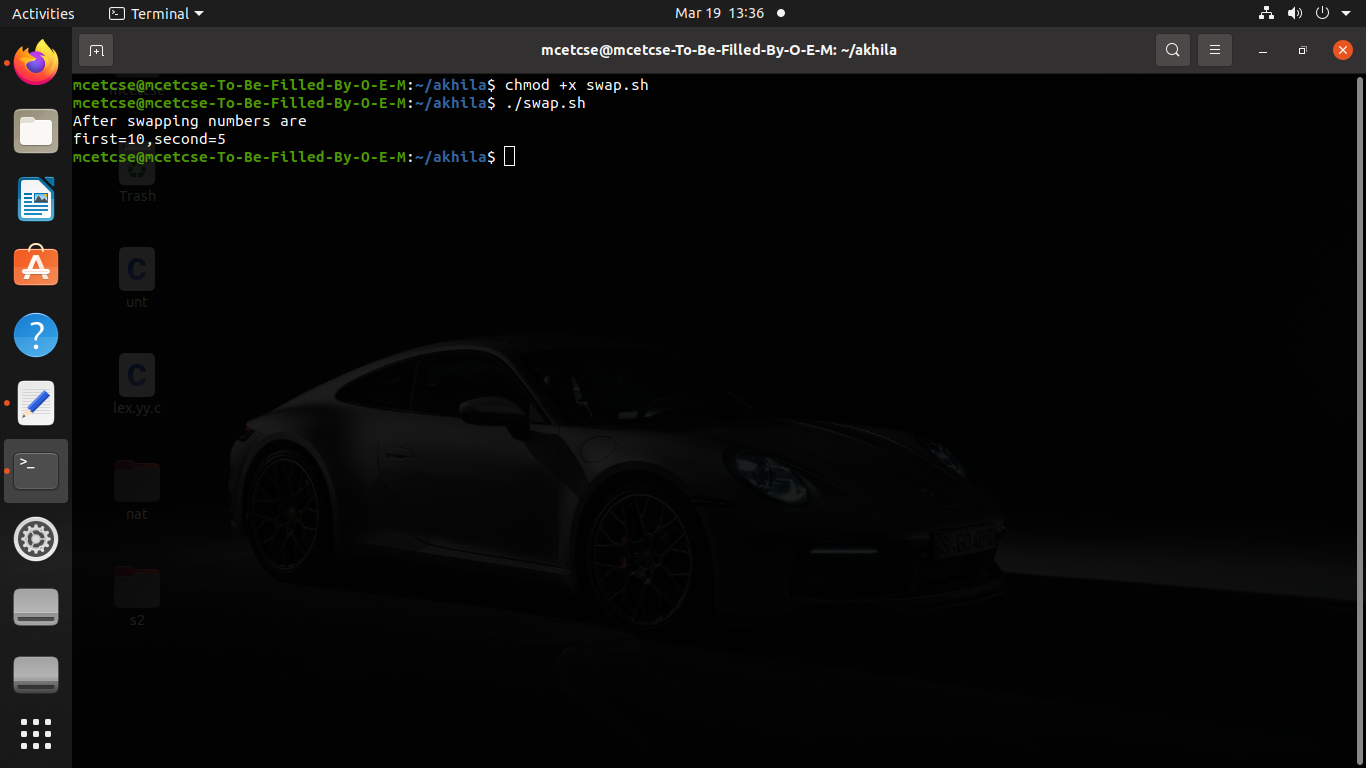 Activities
Terminal
Mar 19 13:36
mcetcse@mcetcse-To-Be-Filled-By-O-E-M: ~/akhila
mcetcse@mcetcse-To-Be-Filled-By-O-E-M:~/akhila$ chmod +x swap.sh
mcetcse@mcetcse-To-Be-Filled-By-O-E-M:~/akhila$ ./swap.sh
After swapping numbers are
first=10,second=5
mcetcse@mcetcse-To-Be-Filled-By-O-E-M:~/akhila$
Trash
C
unt
C
lex.yy.c
nat
s2